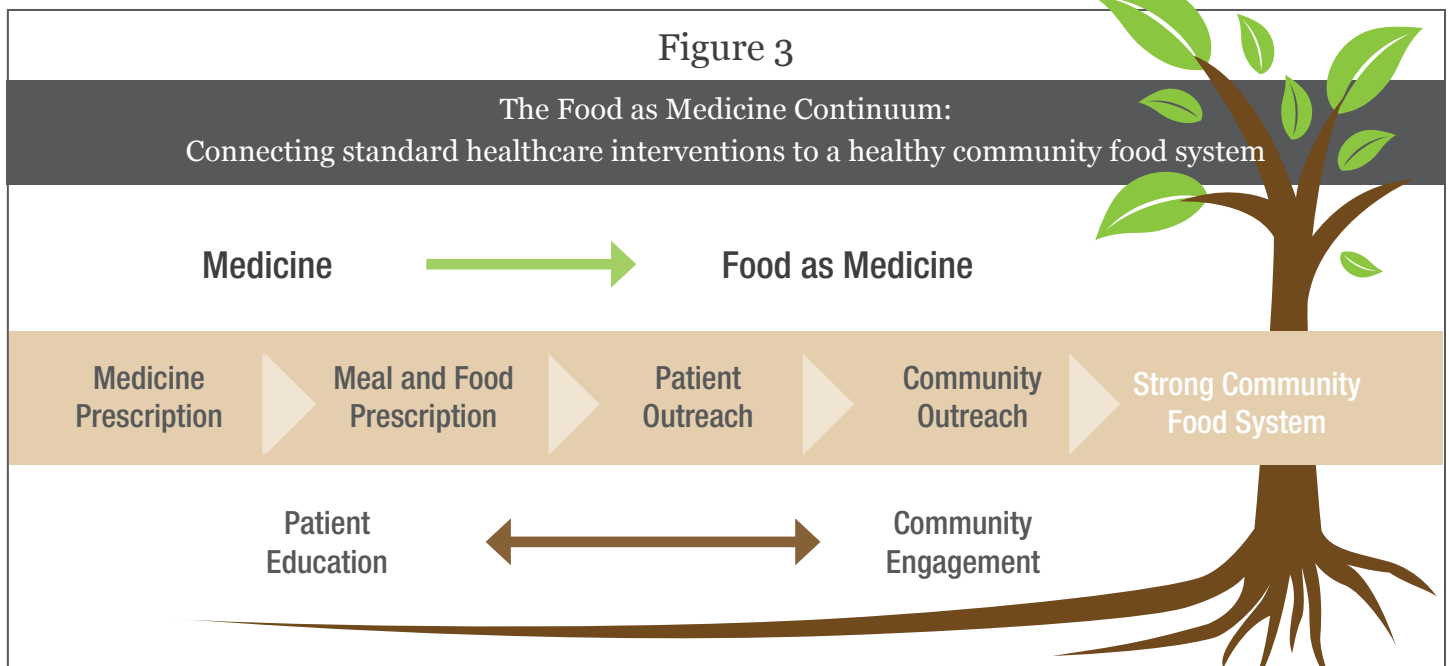 Figure 3
The Food as Medicine Continuum:
Connecting standard healthcare interventions to a healthy community food system
Medicine
Food as Medicine
Medicine
Prescription
Meal and Food
Prescription
Patient
Outreach
Community
Outreach
Strong Community
Food System
Patient
Education
Community
Engagement